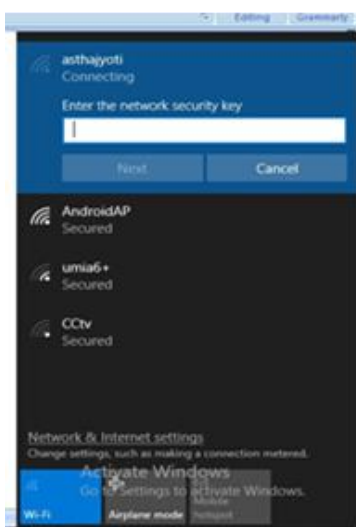 Editing Grammarly
asthajyoti
Connecting
Enter the network security key
Next Cancel
AndroidAP
Secured
umia6+
Secured
CCtv
Secured
Network & Internet settings
Change settings, such as making a connection metered.
Activate Windows
Go to Settings to activate Windows.
Wi-Fi Airplane mode Mobile hotspot